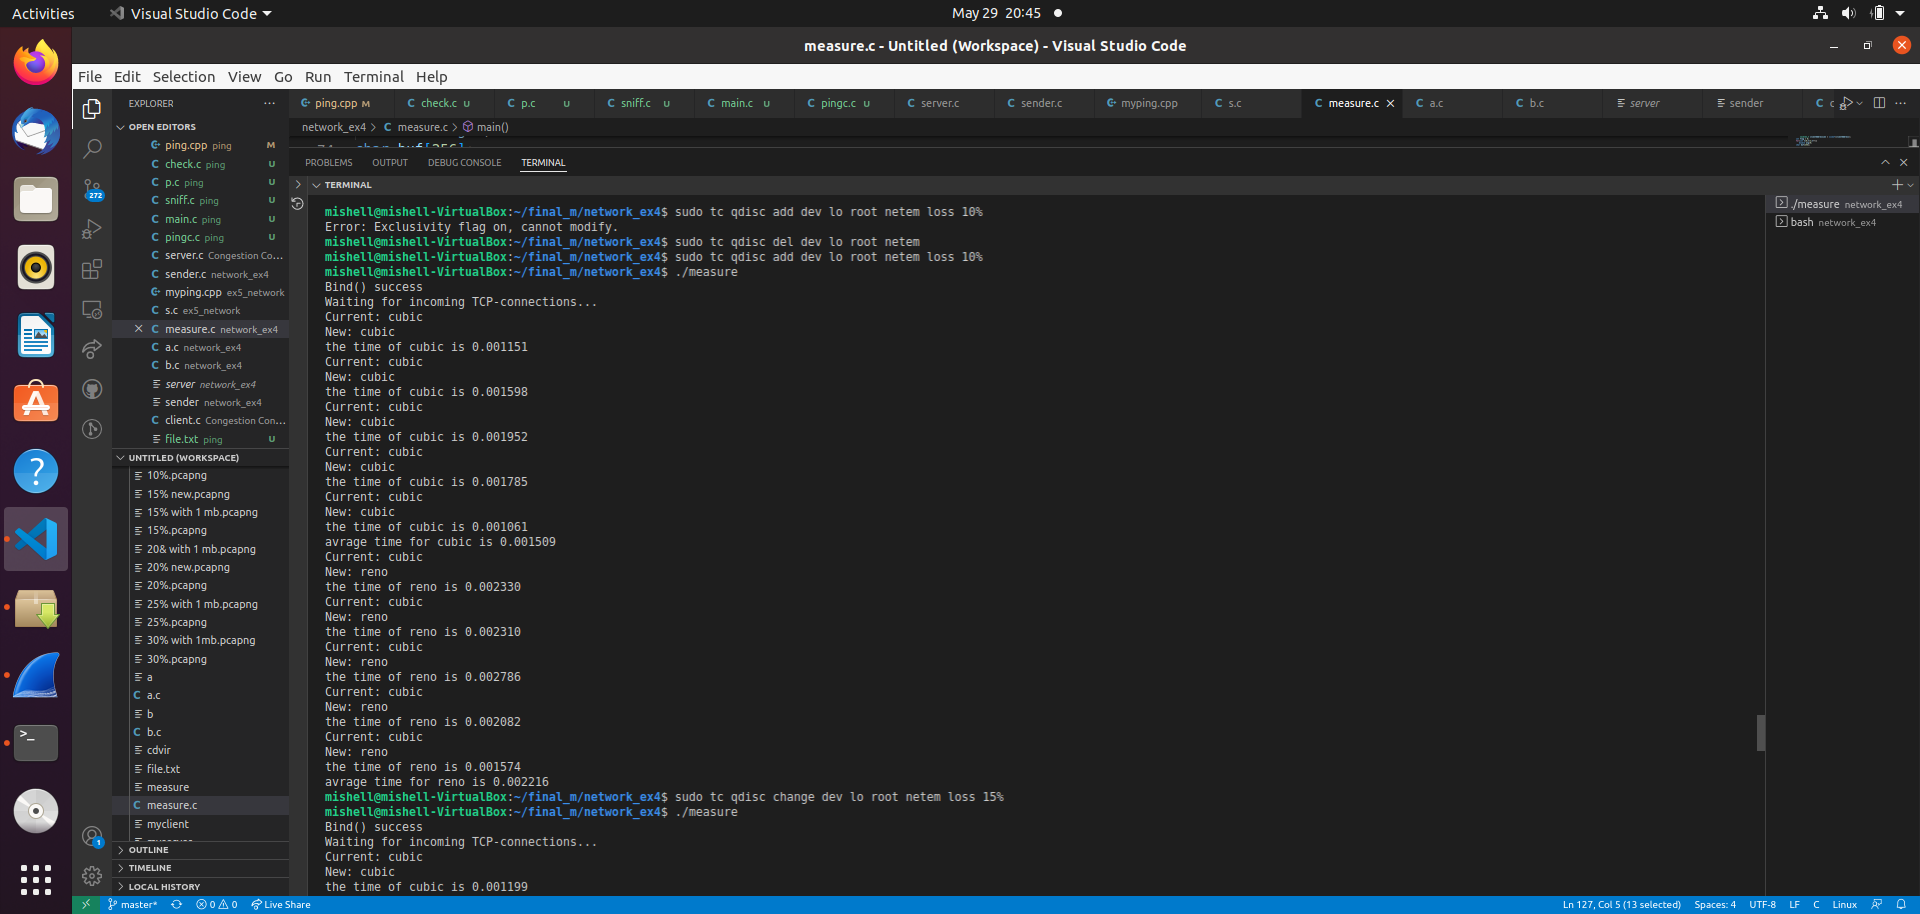 Activities
Visual Studio Code
May 29 20:45
measure.c - Untitled (Workspace) - Visual Studio Code
File Edit Selection View Go Run Terminal Help
EXPLORER
ping.cpp M
check.c U
p.c U
sniff.c U
main.c U
pingc.c U
server.c
sender.c
myping.cpp
s.c
measure.c
a.c
b.c
server
sender
network_ex4 > C measure.c > main()
PROBLEMS OUTPUT DEBUG CONSOLE TERMINAL
TERMINAL
OPEN EDITORS
ping.cpp ping M
check.c ping U
p.c ping U
sniff.c ping U
main.c ping U
pingc.c ping U
server.c Congestion Co...
sender.c network_ex4
myping.cpp ex5_network
s.c ex5_network
measure.c network_ex4
a.c network_ex4
b.c network_ex4
server network_ex4
sender network_ex4
client.c Congestion Con...
file.txt ping U
UNTITLED (WORKSPACE)
10%.pcapng
15% new.pcapng
15% with 1 mb.pcapng
15%.pcapng
20& with 1 mb.pcapng
20% new.pcapng
20%.pcapng
25% with 1 mb.pcapng
25%.pcapng
30% with 1mb.pcapng
30%.pcapng
a
a.c
b
b.c
cdvir
file.txt
measure
measure.c
myclient
OUTLINE
TIMELINE
LOCAL HISTORY
272
1
mishell@mishell-VirtualBox:~/final_m/network_ex4$ sudo tc qdisc add dev lo root netem loss 10%
Error: Exclusivity flag on, cannot modify.
mishell@mishell-VirtualBox:~/final_m/network_ex4$ sudo tc qdisc del dev lo root netem
mishell@mishell-VirtualBox:~/final_m/network_ex4$ sudo tc qdisc add dev lo root netem loss 10%
mishell@mishell-VirtualBox:~/final_m/network_ex4$ ./measure
Bind() success
Waiting for incoming TCP-connections...
Current: cubic
New: cubic
the time of cubic is 0.001151
Current: cubic
New: cubic
the time of cubic is 0.001598
Current: cubic
New: cubic
the time of cubic is 0.001952
Current: cubic
New: cubic
the time of cubic is 0.001785
Current: cubic
New: cubic
the time of cubic is 0.001061
avrage time for cubic is 0.001509
Current: cubic
New: reno
the time of reno is 0.002330
Current: cubic
New: reno
the time of reno is 0.002310
Current: cubic
New: reno
the time of reno is 0.002786
Current: cubic
New: reno
the time of reno is 0.002082
Current: cubic
New: reno
the time of reno is 0.001574
avrage time for reno is 0.002216
mishell@mishell-VirtualBox:~/final_m/network_ex4$ sudo tc qdisc change dev lo root netem loss 15%
mishell@mishell-VirtualBox:~/final_m/network_ex4$ ./measure
Bind() success
Waiting for incoming TCP-connections...
Current: cubic
New: cubic
the time of cubic is 0.001199
./measure network_ex4
bash network_ex4
master*
0 0
Live Share
Ln 127, Col 5 (13 selected)
Spaces: 4
UTF-8
LF
C
Linux